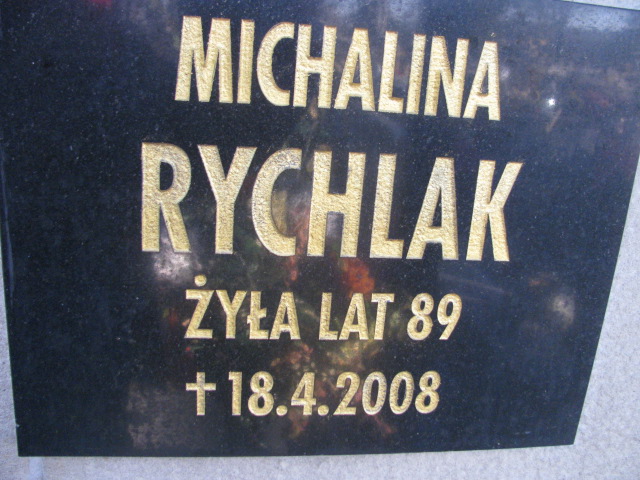 MICHALINA
RYCHLAK
ŻYŁA LAT 89
✝ 18.4.2008